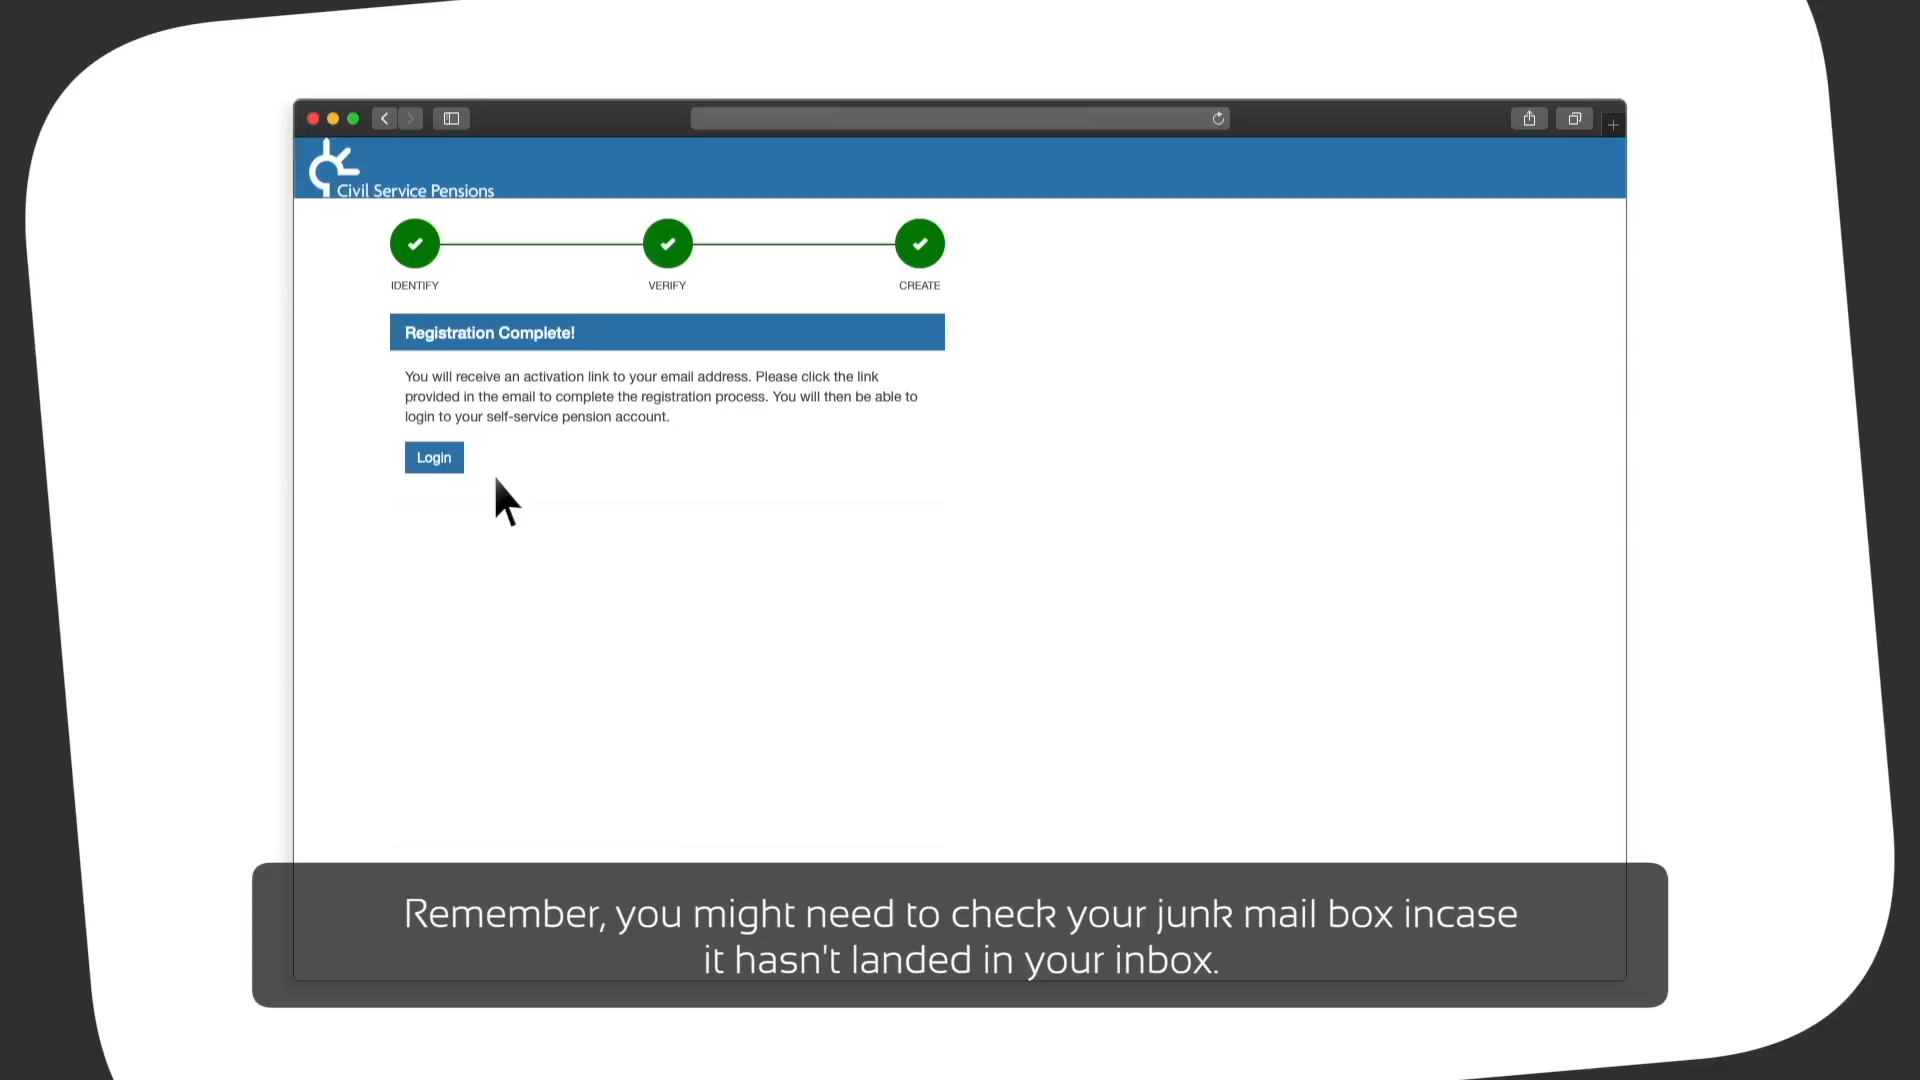 Civil Service Pensions
IDENTIFY
VERIFY
CREATE
Registration Complete!
You will receive an activation link to your email address. Please click the link
provided in the email to complete the registration process. You will then be able to
login to your self-service pension account.
Login
Remember, you might need to check your junk mail box incase
it hasn't landed in your inbox.